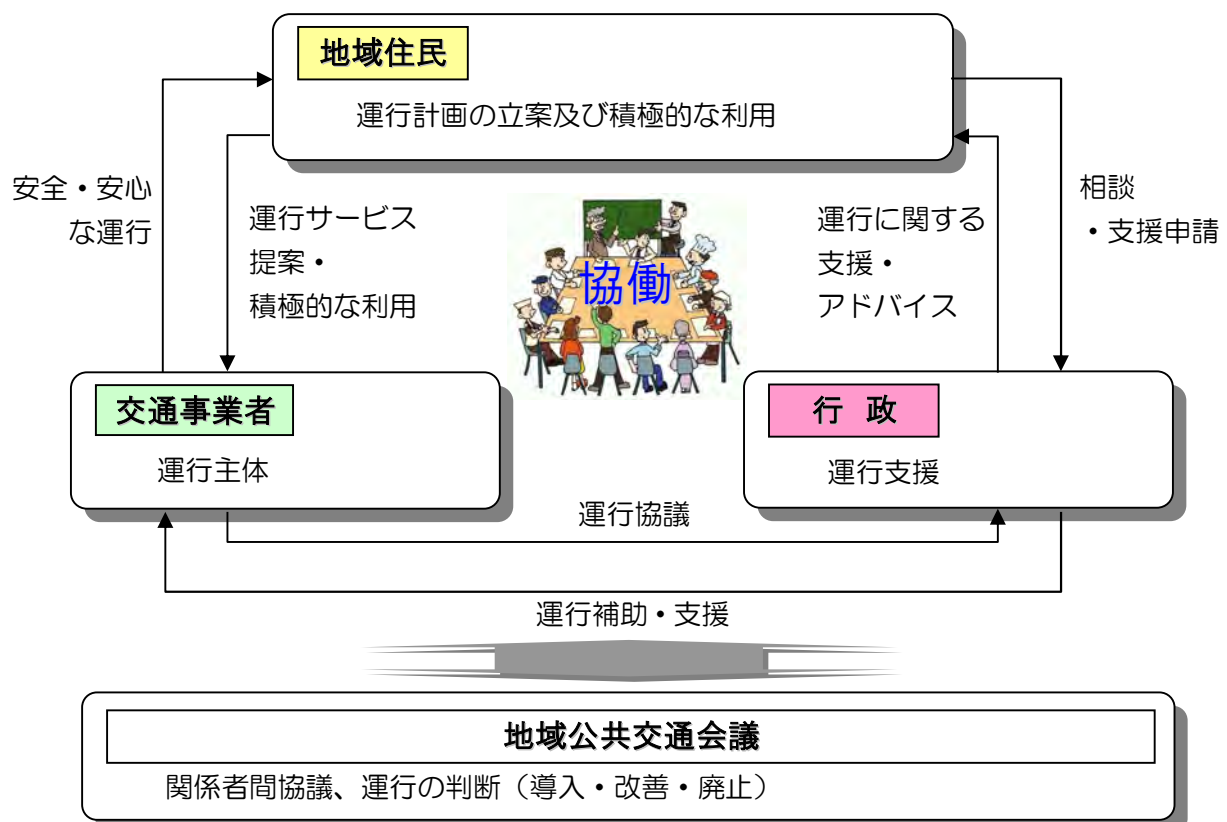 地域住民
運行計画の立案及び積極的な利用
安全・安心
な運行
運行サービス
提案・
積極的な利用
協働
運行に関する
支援・
アドバイス
相談
・支援申請
交通事業者
運行主体
行 政
運行支援
運行協議
運行補助・支援
地域公共交通会議
関係者間協議、運行の判断（導入・改善・廃止）